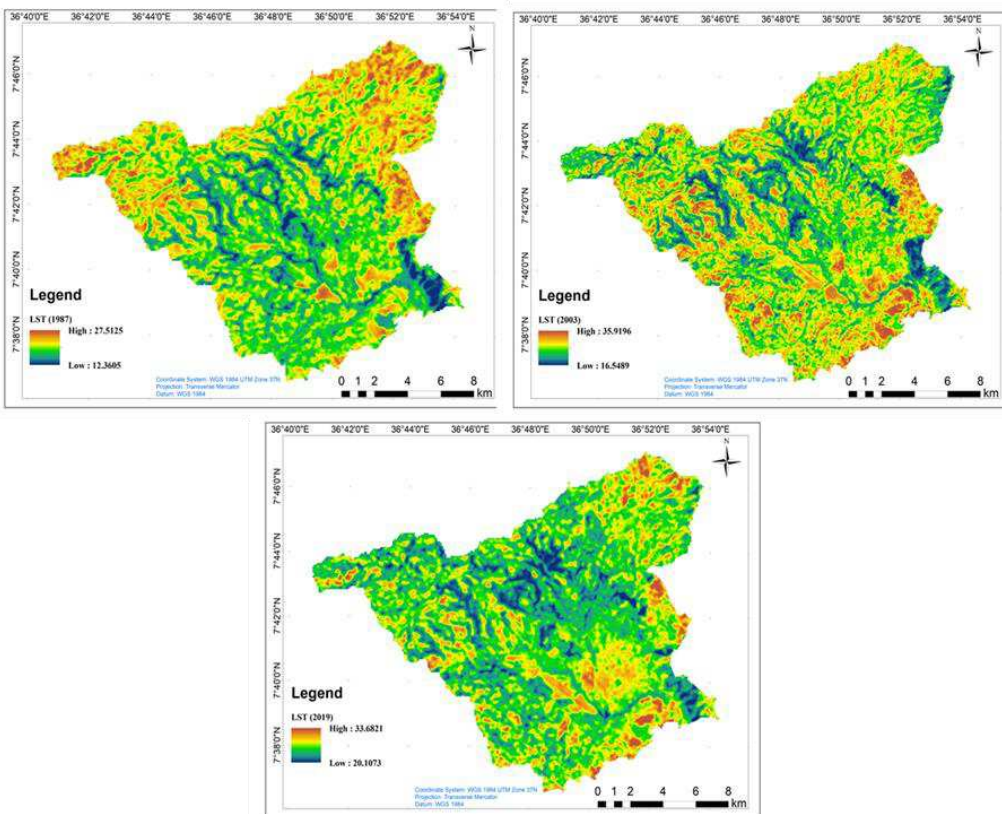 36°40'0"E 36°42'0"E 36°44'0"E 36°46'0"E 36°48'0"E 36°50'0"E 36°52'0"E 36°54'0"E
N
7°46'0"N
7°44'0"N
7°42'0"N
7°40'0"N
7°38'0"N
Legend
LST (1987)
High : 27.5125
Low : 12.3605
Coordinate System: WGS 1984 UTM Zone 37N
Projection: Transverse Mercator
Datum: WGS 1984
0 1 2 4 6 8
km
36°40'0"E 36°42'0"E 36°44'0"E 36°46'0"E 36°48'0"E 36°50'0"E 36°52'0"E 36°54'0"E
N
7°46'0"N
7°44'0"N
7°42'0"N
7°40'0"N
7°38'0"N
Legend
LST (2003)
High : 35.9196
Low : 16.5489
Coordinate System: WGS 1984 UTM Zone 37N
Projection: Transverse Mercator
Datum: WGS 1984
0 1 2 4 6 8
km
36°40'0"E 36°42'0"E 36°44'0"E 36°46'0"E 36°48'0"E 36°50'0"E 36°52'0"E 36°54'0"E
N
7°46'0"N
7°44'0"N
7°42'0"N
7°40'0"N
7°38'0"N
Legend
LST (2019)
High : 33.6821
Low : 20.1073
Coordinate System: WGS 1984 UTM Zone 37N
Projection: Transverse Mercator
Datum: WGS 1984
0 1 2 4 6 8
km